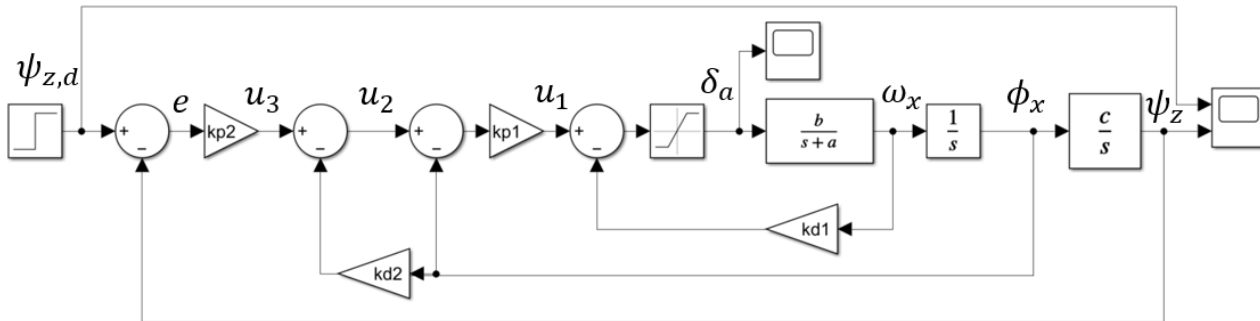 ψz,d
e
kp2
u3
+
−
u2
+
−
kp1
u1
+
−
δa
b
s + a
ωx
1
s
ϕx
c
s
ψz
+
−
kd1
kd2